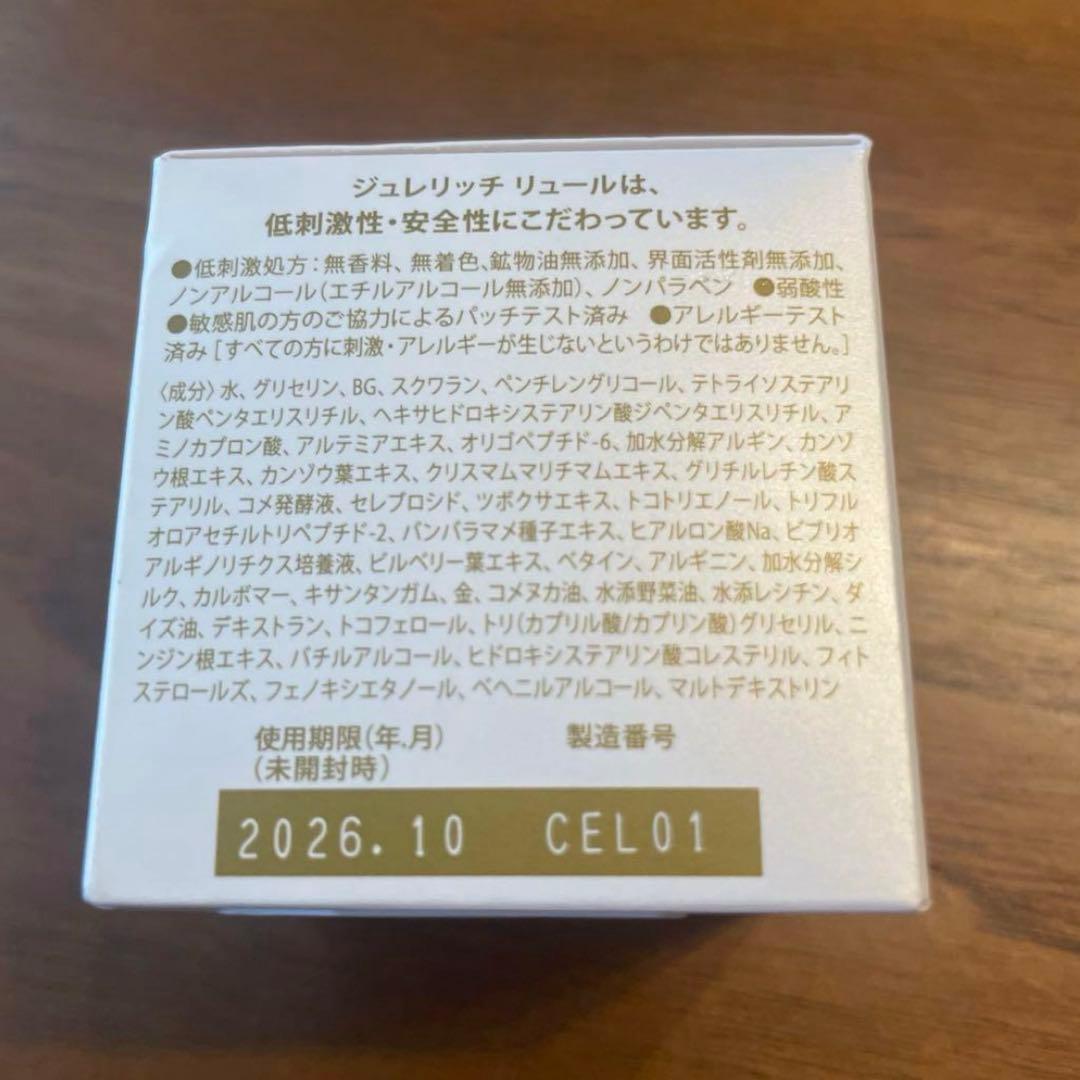 ジュレリッチ リュールは、
低刺激性・安全性にこだわっています。
●低刺激処方：無香料、無着色、鉱物油無添加、界面活性剤無添加、
ノンアルコール（エチルアルコール無添加）、ノンパラベン ●弱酸性
●敏感肌の方のご協力によるパッチテスト済み ●アレルギーテスト
済み［すべての方に刺激・アレルギーが生じないというわけではありません。］
〈成分〉水、グリセリン、BG、スクワラン、ペンチレングリコール、テトライソステアリ
ン酸ペンタエリスリチル、ヘキサヒドロキシステアリン酸ジペンタエリスリチル、ア
ミノカプロン酸、アルテミアエキス、オリゴペプチド-6、加水分解アルギン、カンゾ
ウ根エキス、カンゾウ葉エキス、クリスマムマリチマムエキス、グリチルレチン酸ス
テアリル、コメ発酵液、セレブロシド、ツボクサエキス、トコトリエノール、トリフル
オロアセチルトリペプチド-2、バンバラマメ種子エキス、ヒアルロン酸Na、ビブリオ
アルギノリチクス培養液、ビルベリー葉エキス、ベタイン、アルギニン、加水分解シ
ルク、カルボマー、キサンタンガム、金、コメヌカ油、水添野菜油、水添レシチン、ダ
イズ油、デキストラン、トコフェロール、トリ（カプリル酸/カプリン酸）グリセリル、ニ
ンジン根エキス、バチルアルコール、ヒドロキシステアリン酸コレステリル、フィト
ステロールズ、フェノキシエタノール、ベヘニルアルコール、マルトデキストリン
使用期限（年.月） 製造番号
（未開封時）
2026.10 CEL01